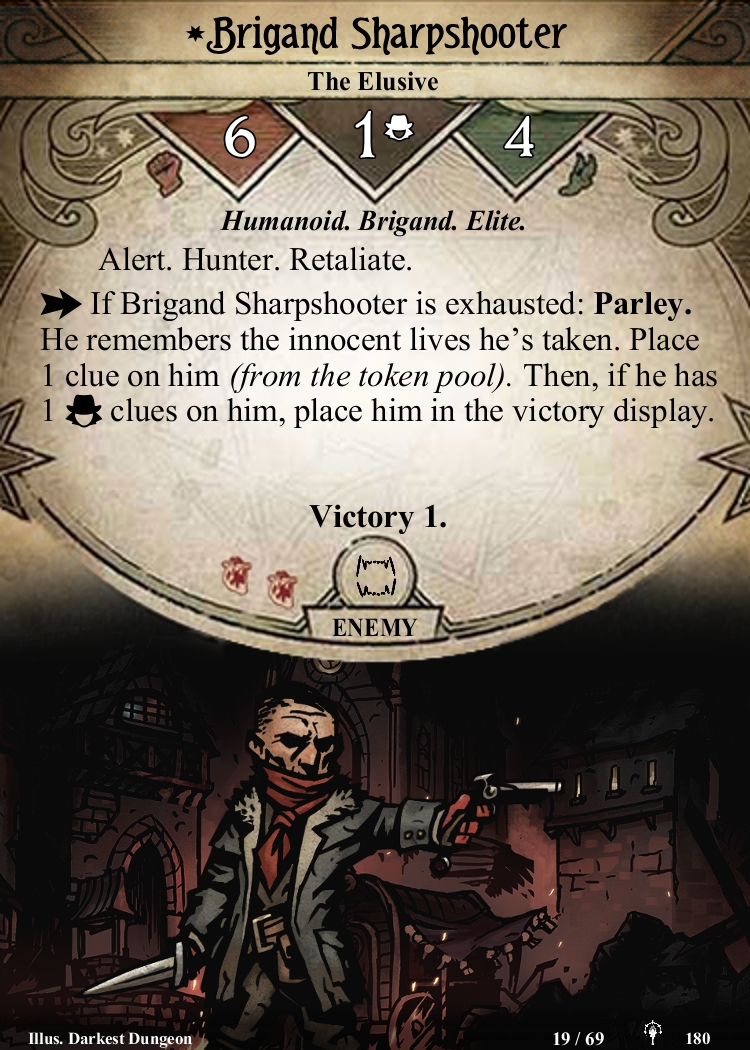 Brigand Sharpshooter
The Elusive
6 1 4
Humanoid. Brigand. Elite.
Alert. Hunter. Retaliate.
If Brigand Sharpshooter is exhausted: Parley.
He remembers the innocent lives he’s taken. Place
1 clue on him (from the token pool). Then, if he has
1 clues on him, place him in the victory display.
Victory 1.
ENEMY
Illus. Darkest Dungeon 19 / 69 180